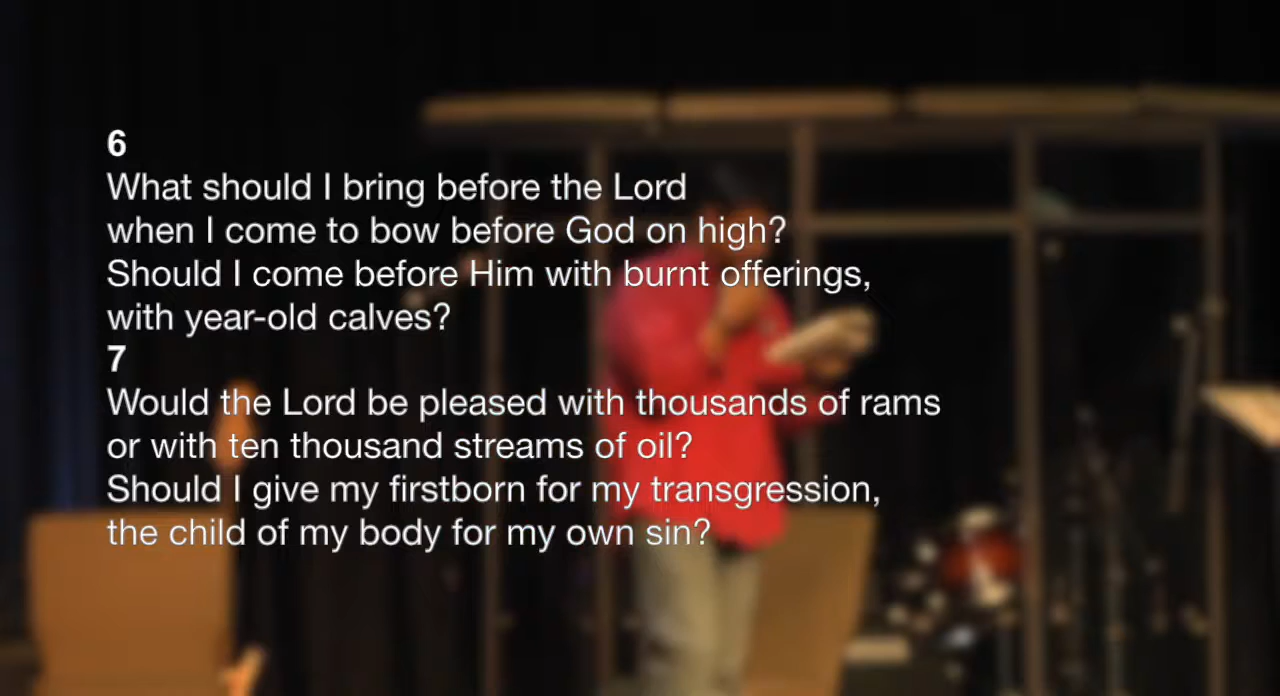 6
What should I bring before the Lord
when I come to bow before God on high?
Should I come before Him with burnt offerings,
with year-old calves?
7
Would the Lord be pleased with thousands of rams
or with ten thousand streams of oil?
Should I give my firstborn for my transgression,
the child of my body for my own sin?